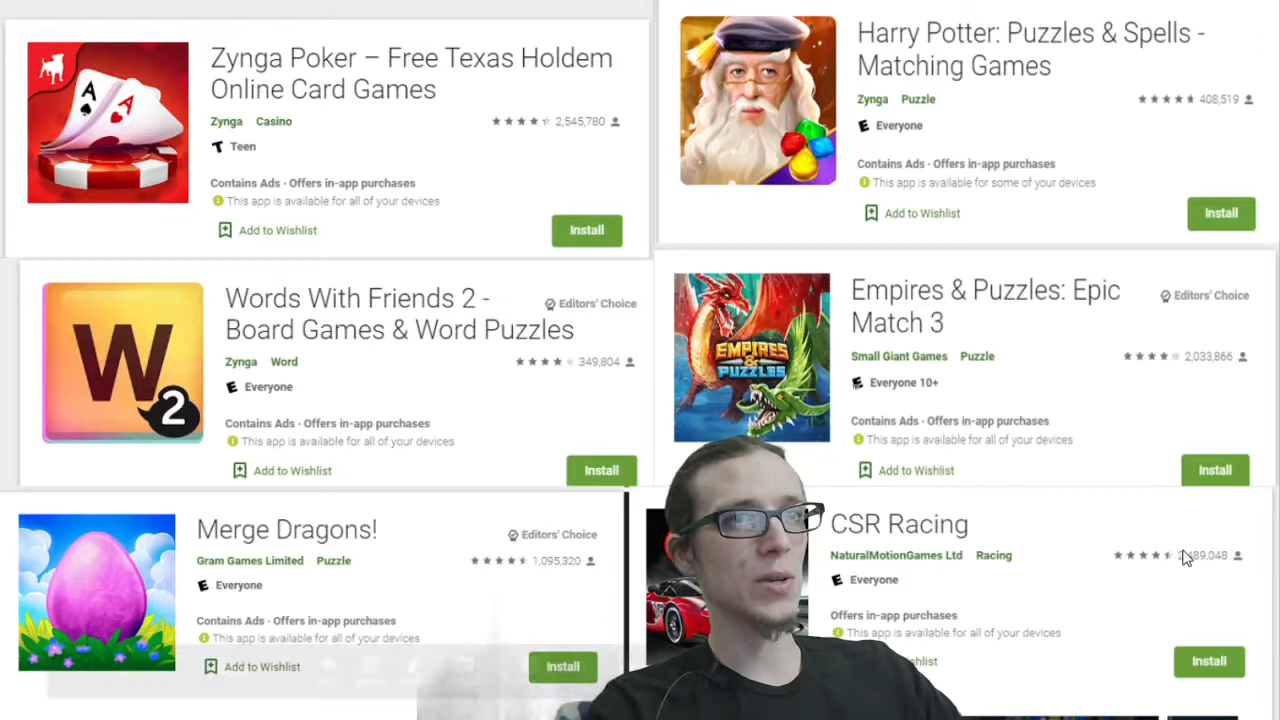 Zynga Poker – Free Texas Holdem
Online Card Games
Zynga Casino
2,545,780
Teen
Contains Ads · Offers in-app purchases
This app is available for all of your devices
Add to Wishlist
Install
Harry Potter: Puzzles & Spells -
Matching Games
Zynga Puzzle
408,519
Everyone
Contains Ads · Offers in-app purchases
This app is available for some of your devices
Add to Wishlist
Install
W
2
Words With Friends 2 -
Board Games & Word Puzzles
Editors' Choice
Zynga Word
349,804
Everyone
Contains Ads · Offers in-app purchases
This app is available for all of your devices
Add to Wishlist
Install
EMPIRES
&
PUZZLES
Empires & Puzzles: Epic
Match 3
Editors' Choice
Small Giant Games Puzzle
2,033,866
Everyone 10+
Contains Ads · Offers in-app purchases
This app is available for all of your devices
Add to Wishlist
Install
Merge Dragons!
Editors' Choice
Gram Games Limited Puzzle
1,095,320
Everyone
Contains Ads · Offers in-app purchases
This app is available for all of your devices
Add to Wishlist
Install
CSR Racing
NaturalMotionGames Ltd Racing
Everyone
Offers in-app purchases
This app is available for all of your devices
Install